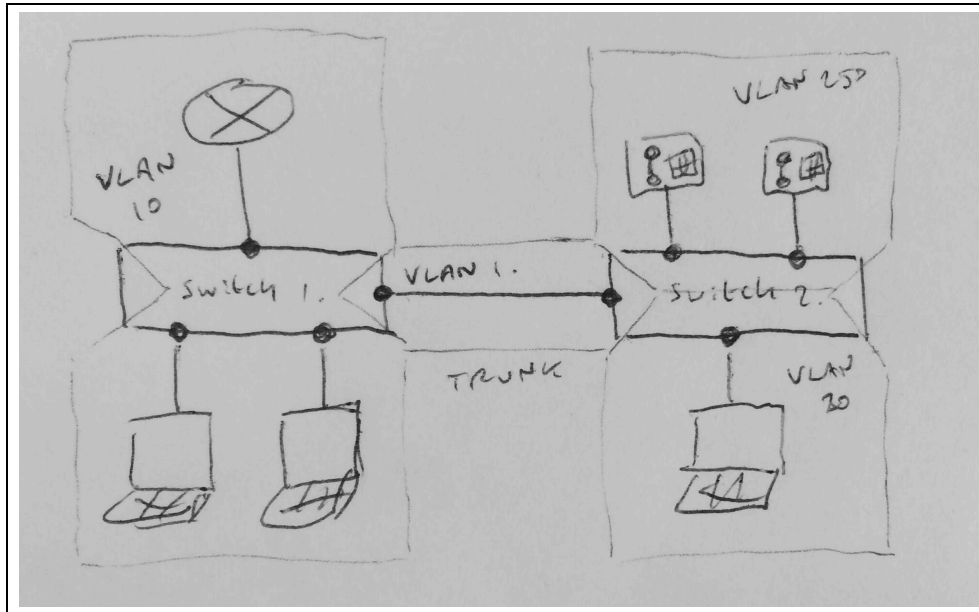 VLAN 250
VLAN
10
Switch 1.
VLAN 1.
Switch 2.
TRUNK
VLAN
30